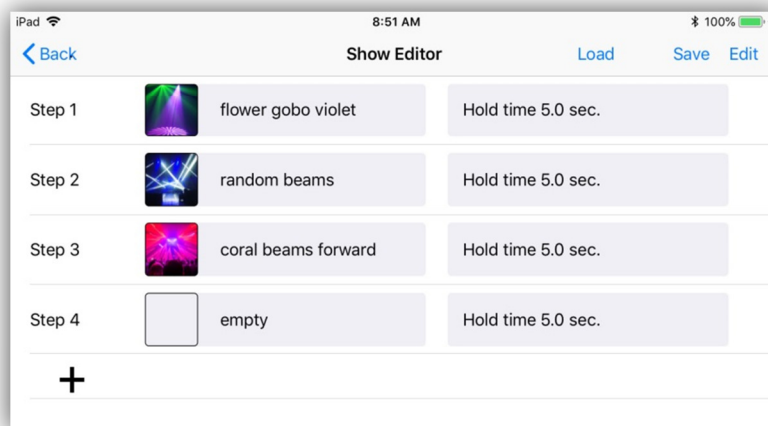 iPad 8:51 AM 100%
Back Show Editor Load Save Edit
Step 1 flower gobo violet Hold time 5.0 sec.
Step 2 random beams Hold time 5.0 sec.
Step 3 coral beams forward Hold time 5.0 sec.
Step 4 empty Hold time 5.0 sec.
+